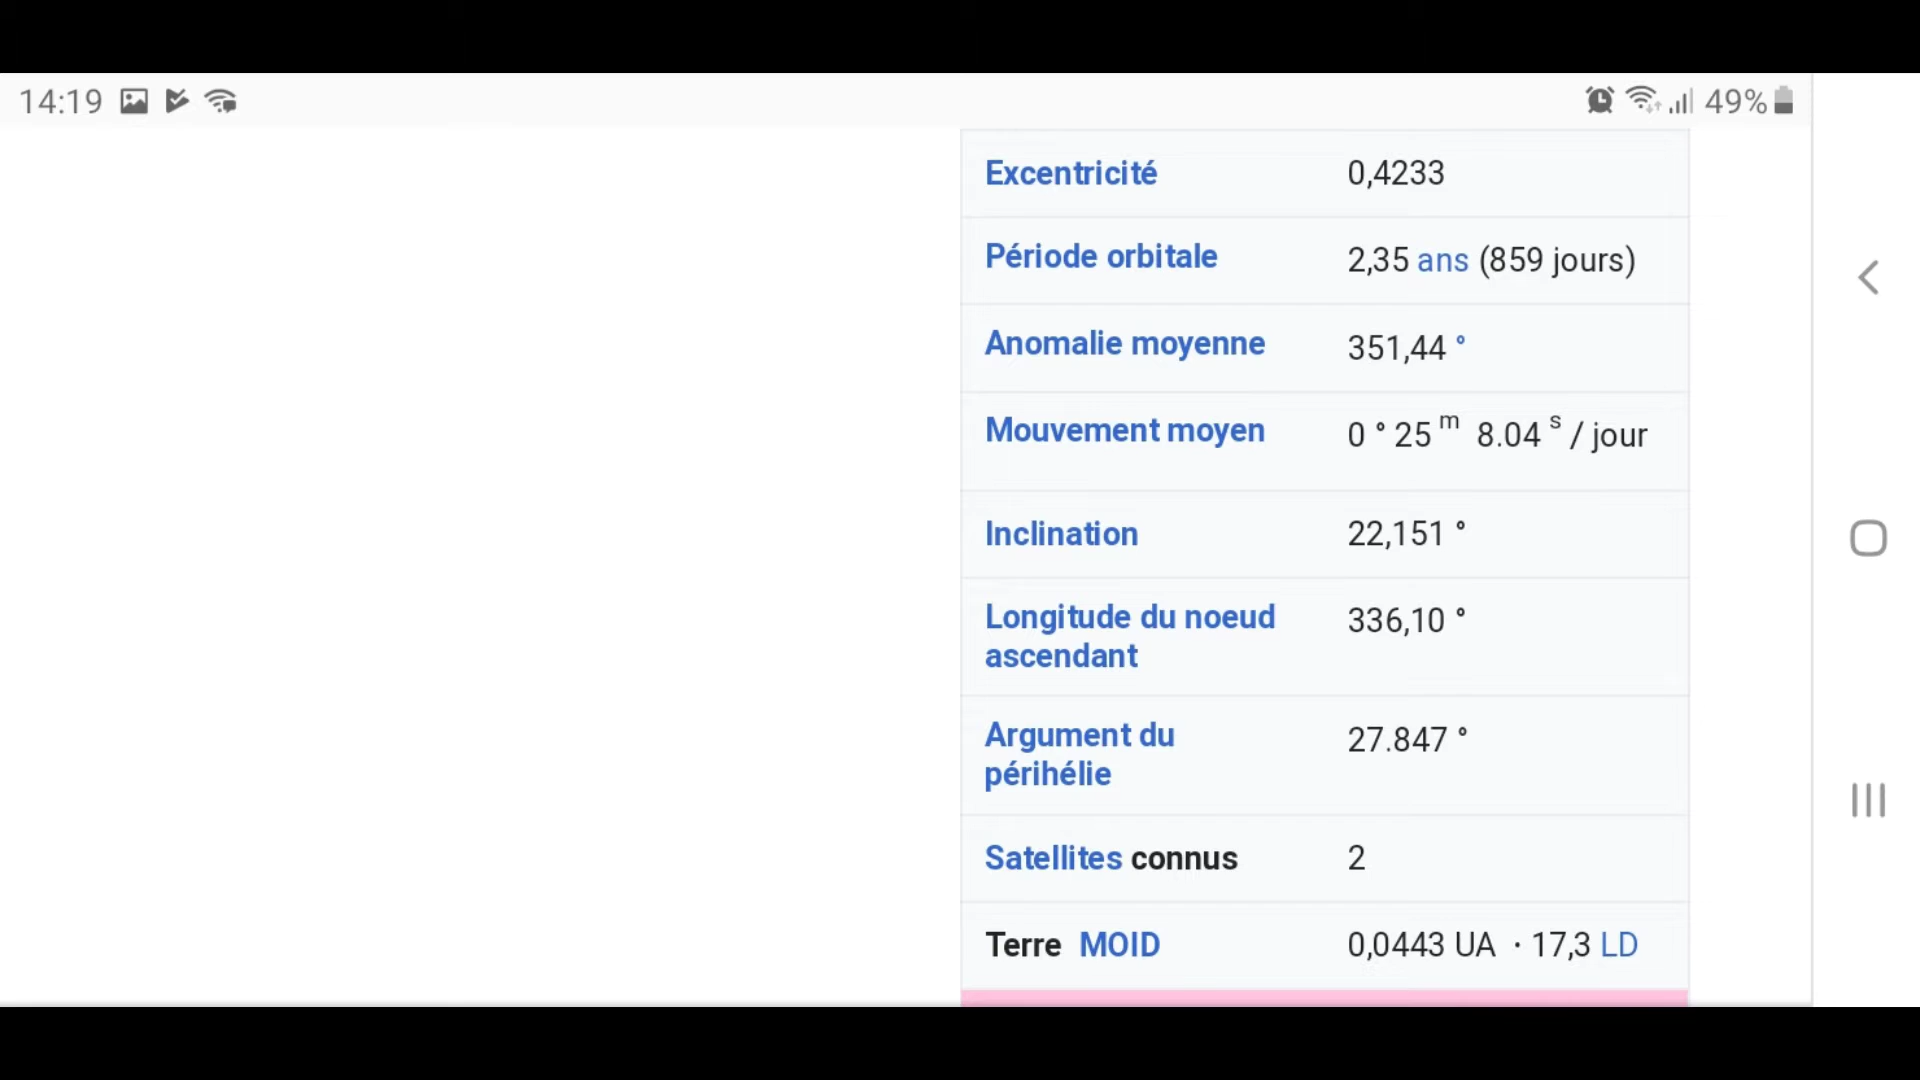 14:19 49%
Excentricité 0,4233
Période orbitale 2,35 ans (859 jours)
Anomalie moyenne 351,44 °
Mouvement moyen 0 ° 25 m 8.04 s / jour
Inclination 22,151 °
Longitude du noeud 336,10 °
ascendant
Argument du 27.847 °
périhélie
Satellites connus 2
Terre MOID 0,0443 UA · 17,3 LD